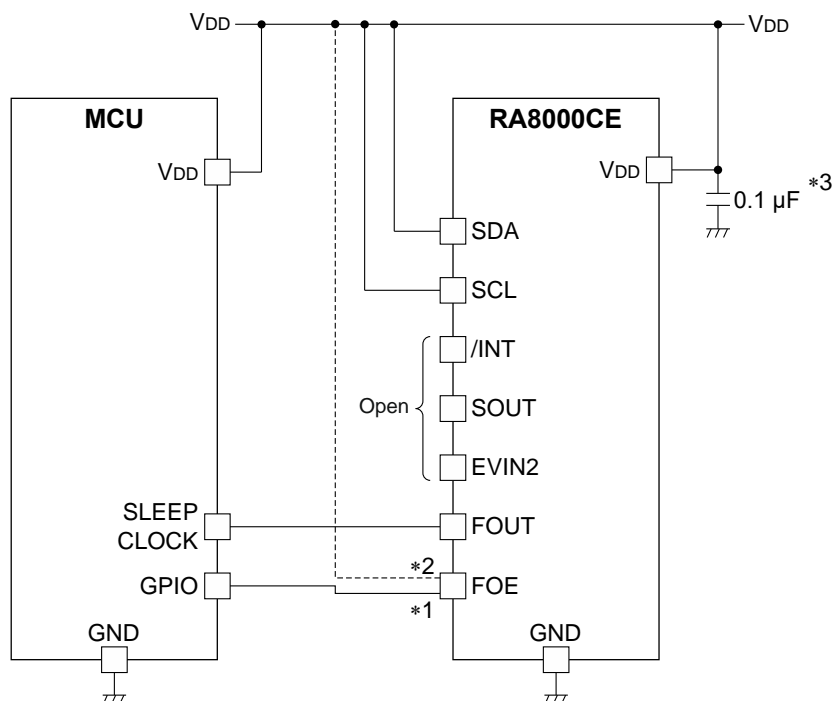 VDD
VDD
MCU
RA8000CE
VDD
VDD
0.1 µF *3
SDA
SCL
/INT
Open
SOUT
EVIN2
SLEEP
CLOCK
FOUT
*2
GPIO
FOE
*1
GND
GND